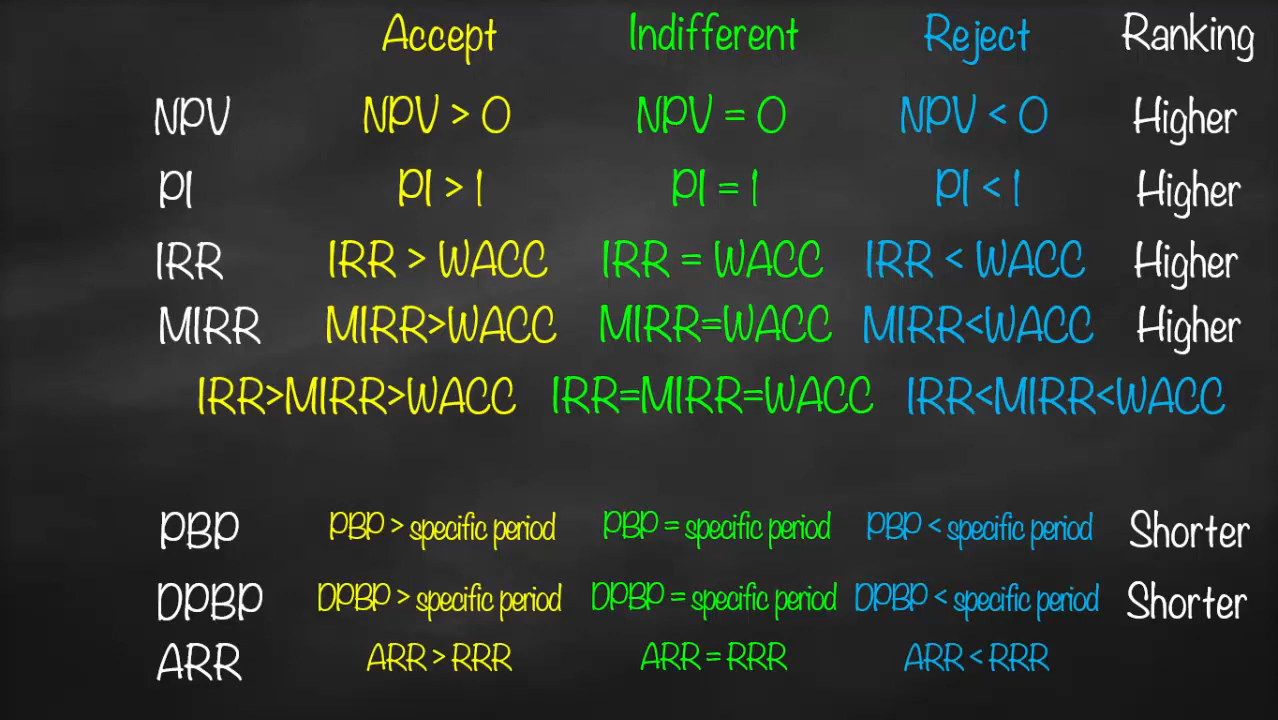 Accept Indifferent Reject Ranking
NPV NPV > 0 NPV = 0 NPV < 0 Higher
PI PI > 1 PI = 1 PI < 1 Higher
IRR IRR > WACC IRR = WACC IRR < WACC Higher
MIRR MIRR>WACC MIRR=WACC MIRR<WACC Higher
IRR>MIRR>WACC IRR=MIRR=WACC IRR<MIRR<WACC
PBP PBP > specific period PBP = specific period PBP < specific period Shorter
DPBP DPBP > specific period DPBP = specific period DPBP < specific period Shorter
ARR ARR > RRR ARR = RRR ARR < RRR